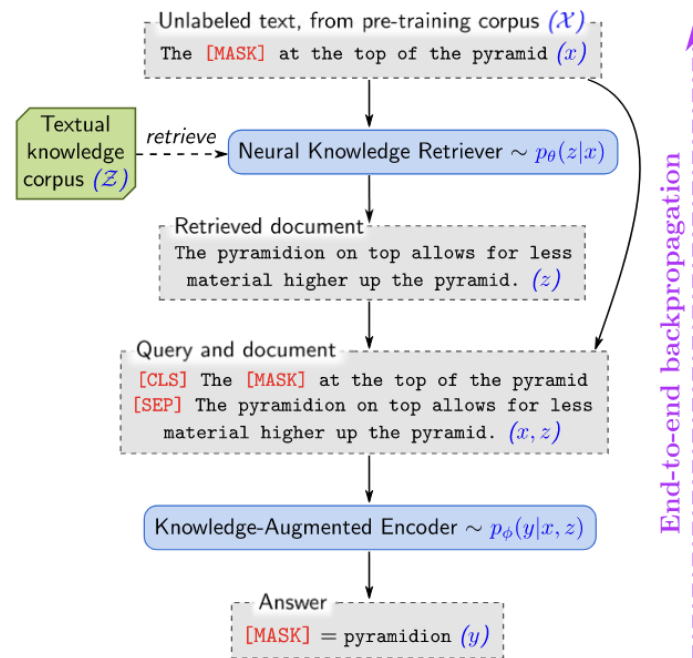 Unlabeled text, from pre-training corpus (𝒳)
The [MASK] at the top of the pyramid (x)
Textual
knowledge
corpus (𝒵)
retrieve
Neural Knowledge Retriever ∼ pθ(z|x)
Retrieved document
The pyramidion on top allows for less
material higher up the pyramid. (z)
Query and document
[CLS] The [MASK] at the top of the pyramid
[SEP] The pyramidion on top allows for less
material higher up the pyramid. (x, z)
Knowledge-Augmented Encoder ∼ pϕ(y|x, z)
Answer
[MASK] = pyramidion (y)
End-to-end backpropagation